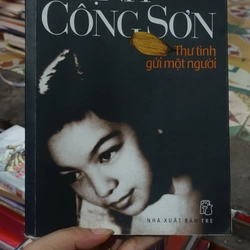 CÔNG SƠN
Thư tình
gửi một người
NHÀ XUẤT BẢN TRẺ